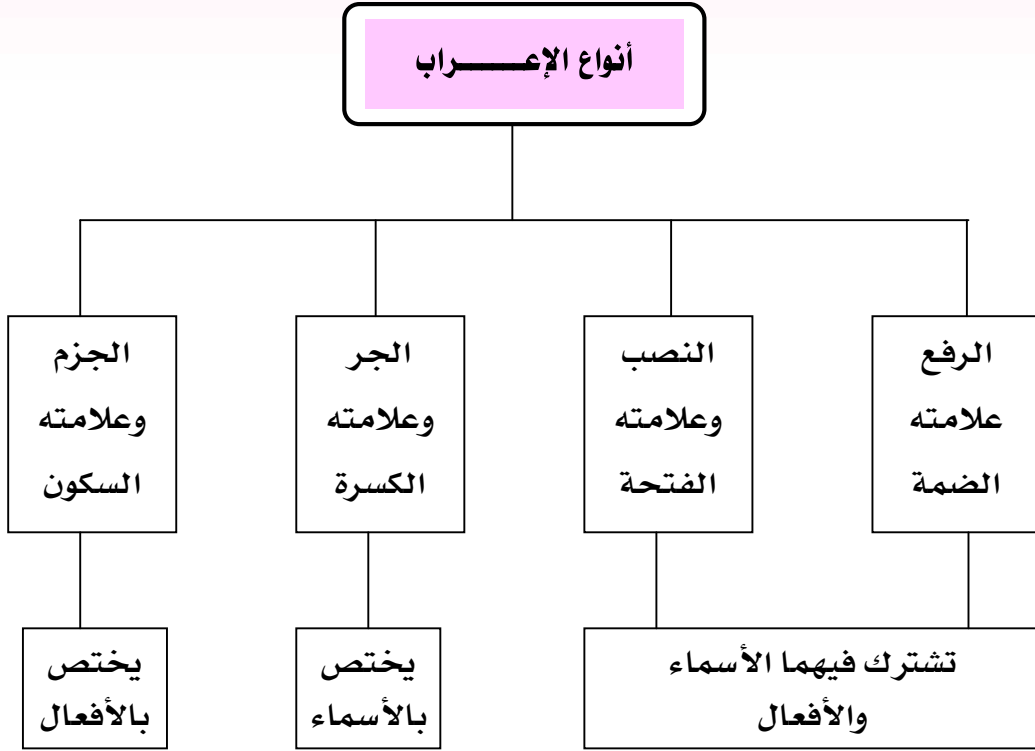 أنواع الإعـــــراب
الرفع
علامته
الضمة
النصب
وعلامته
الفتحة
الجر
وعلامته
الكسرة
الجزم
وعلامته
السكون
تشترك فيهما الأسماء
والأفعال
يختص
بالأسماء
يختص
بالأفعال